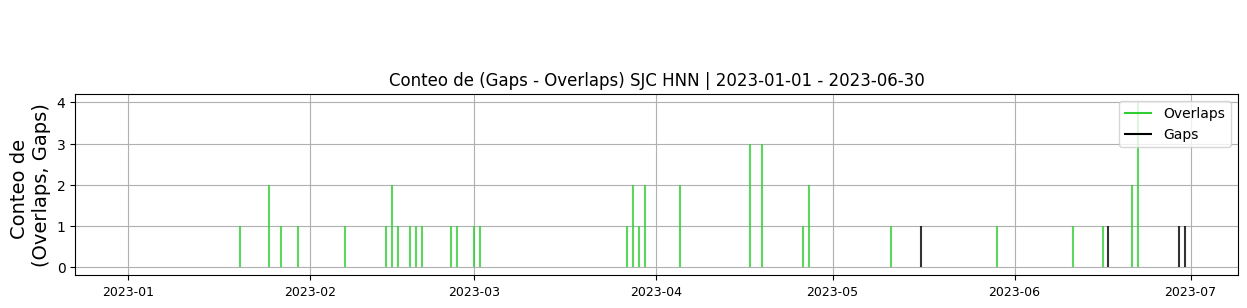 Conteo de (Gaps - Overlaps) SJC HNN | 2023-01-01 - 2023-06-30
Conteo de
(Overlaps, Gaps)
4
3
2
1
0
Overlaps
Gaps
2023-01
2023-02
2023-03
2023-04
2023-05
2023-06
2023-07